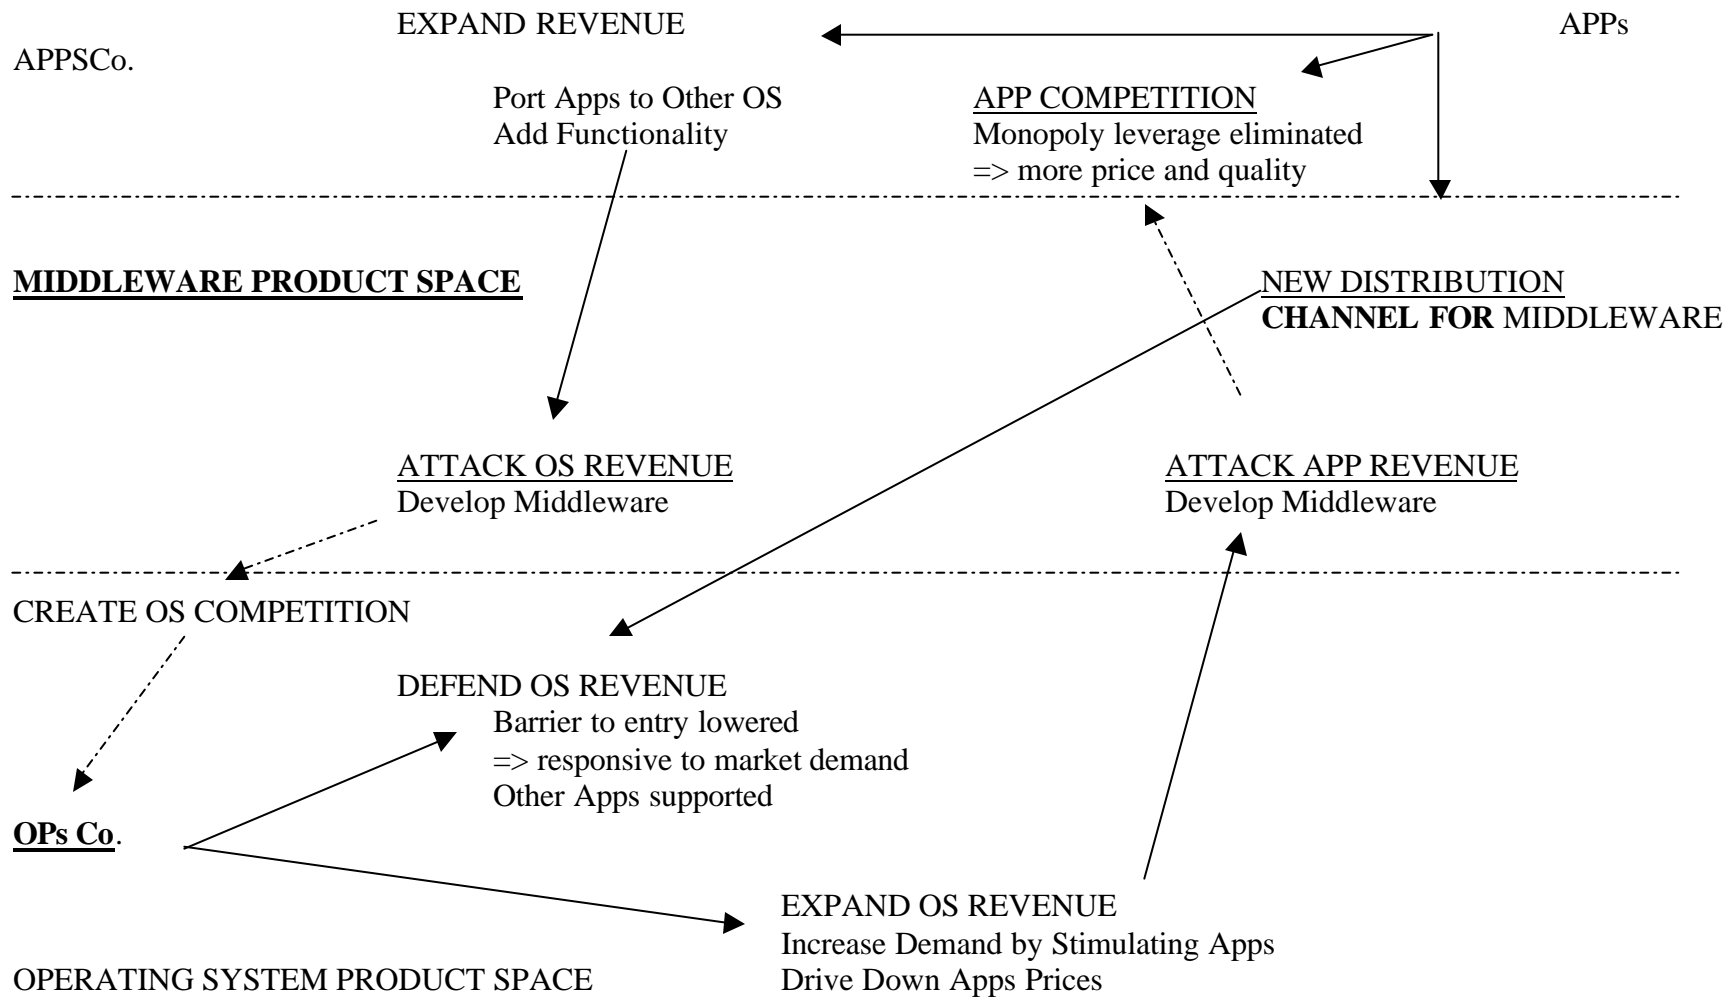 EXPAND REVENUE
APPs
APPSCo.
Port Apps to Other OS
Add Functionality
APP COMPETITION
Monopoly leverage eliminated
=> more price and quality
MIDDLEWARE PRODUCT SPACE
NEW DISTRIBUTION
CHANNEL FOR MIDDLEWARE
ATTACK OS REVENUE
Develop Middleware
ATTACK APP REVENUE
Develop Middleware
CREATE OS COMPETITION
DEFEND OS REVENUE
Barrier to entry lowered
=> responsive to market demand
Other Apps supported
OPs Co.
EXPAND OS REVENUE
Increase Demand by Stimulating Apps
Drive Down Apps Prices
OPERATING SYSTEM PRODUCT SPACE